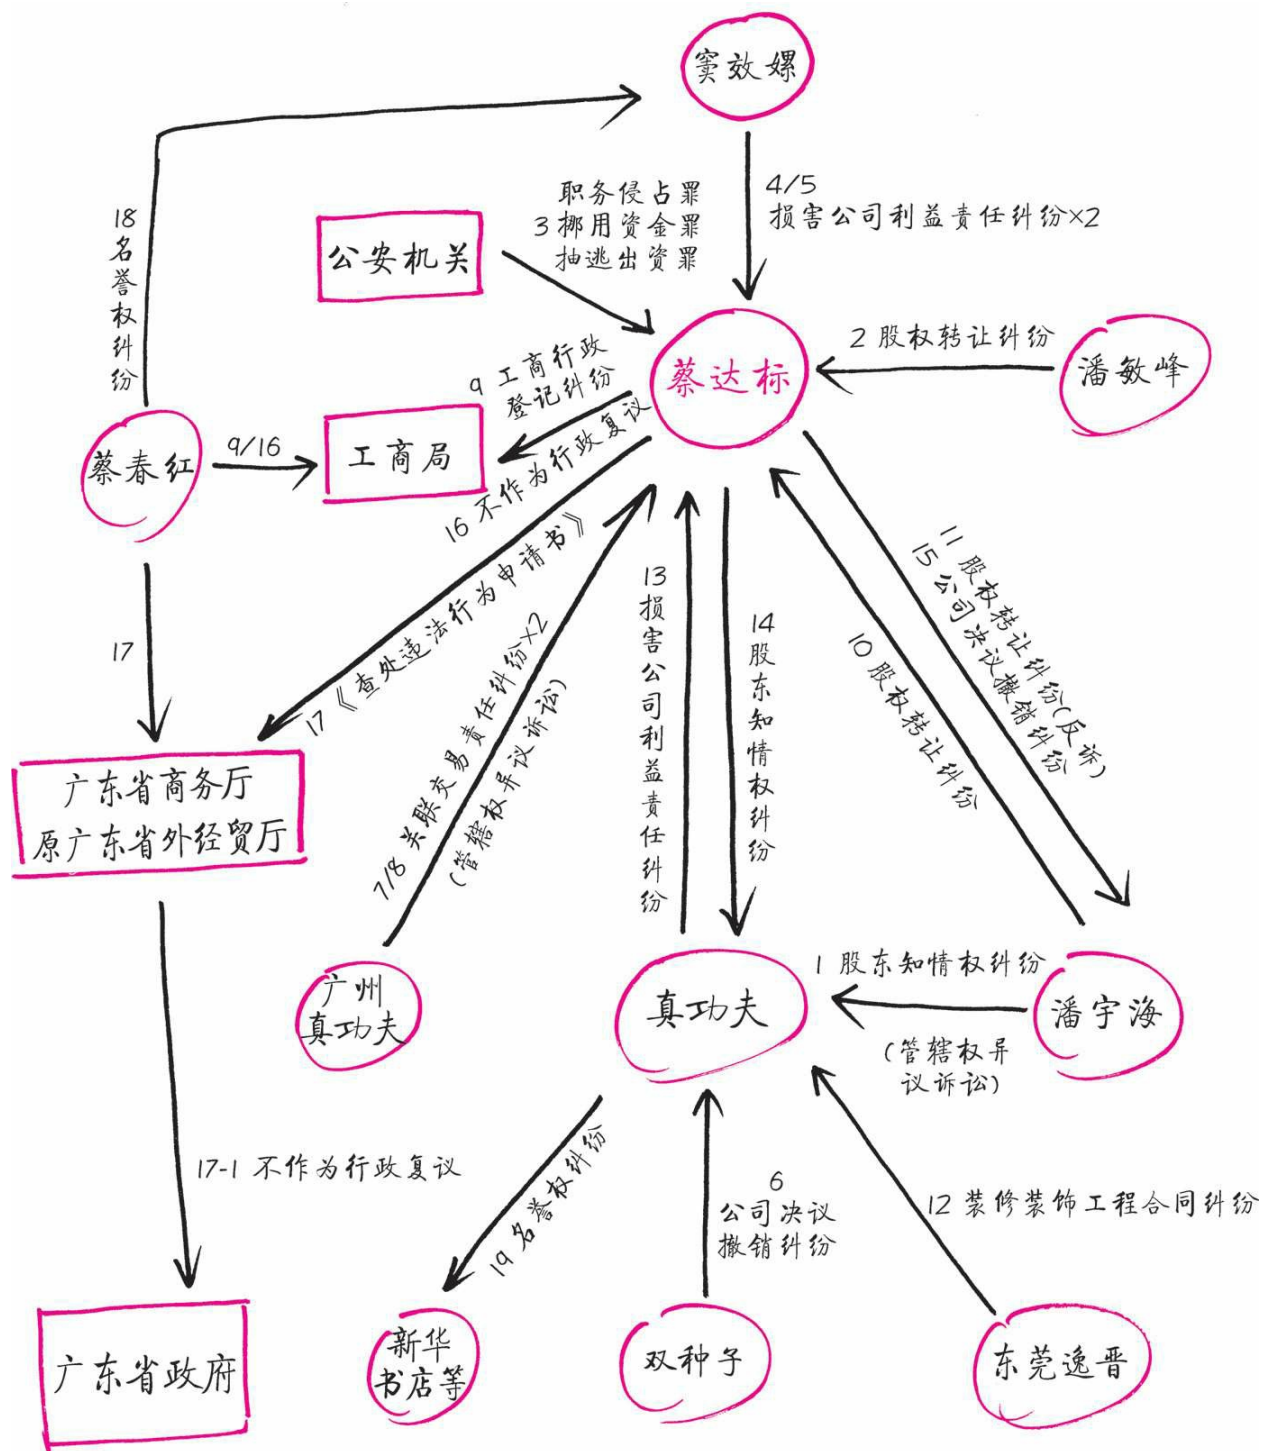 窦效嫘
4/5
损害公司利益责任纠纷×2
职务侵占罪
3 挪用资金罪
抽逃出资罪
公安机关
18 名誉权纠纷
蔡达标
2 股权转让纠纷
潘敏峰
9 工商行政
登记纠纷
工商局
蔡春红
9/16
16 不作为行政复议
17《查处违法行为申请书》
17
广东省商务厅
原广东省外经贸厅
7/8 关联交易责任纠纷×2
(管辖权异议诉讼)
13 损害公司利益责任纠纷
14 股东知情权纠纷
10 股权转让纠纷
11 股权转让纠纷(反诉)
15 公司决议撤销纠纷
广州
真功夫
真功夫
1 股东知情权纠纷
(管辖权异
议诉讼)
潘宇海
17-1 不作为行政复议
19 名誉权纠纷
6
公司决议
撤销纠纷
12 装修装饰工程合同纠纷
广东省政府
新华
书店等
双种子
东莞逸晋